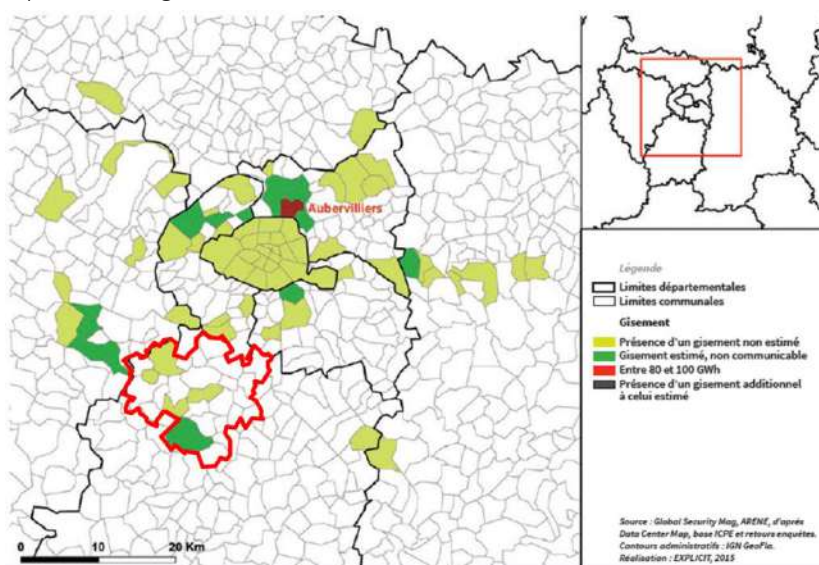 Aubervilliers
0 10 20 Km
Légende
Limites départementales
Limites communales
Gisement
Présence d'un gisement non estimé
Gisement estimé, non communicable
Entre 80 et 100 GWh
Présence d'un gisement additionnel
à celui estimé
Source : Global Security Mag, ARENE, d'après
Data Center Map, base ICPE et retours enquêtes.
Contours administratifs : IGN GeoFla.
Réalisation : EXPLICIT, 2015